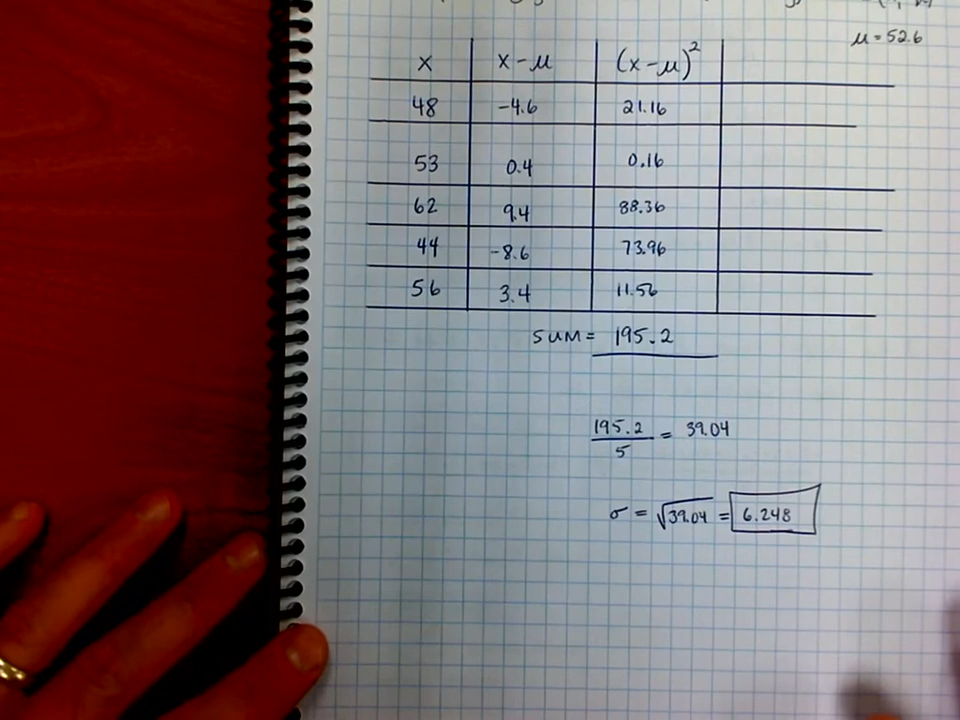 μ = 52.6
x x - μ (x - μ)²
48 -4.6 21.16
53 0.4 0.16
62 9.4 88.36
44 -8.6 73.96
56 3.4 11.56
SUM = 195.2
195.2/5 = 39.04
σ = √39.04 = 6.248